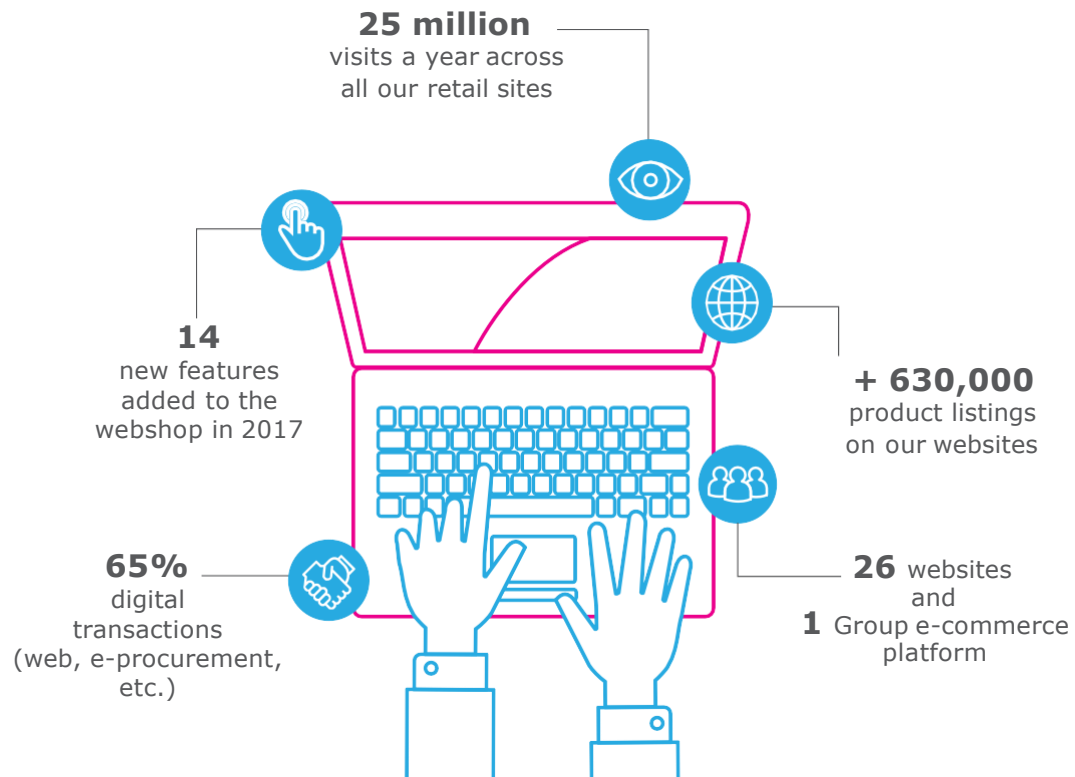 25 million
visits a year across
all our retail sites
14
new features
added to the
webshop in 2017
+ 630,000
product listings
on our websites
65%
digital
transactions
(web, e-procurement,
etc.)
26 websites
and
1 Group e-commerce
platform